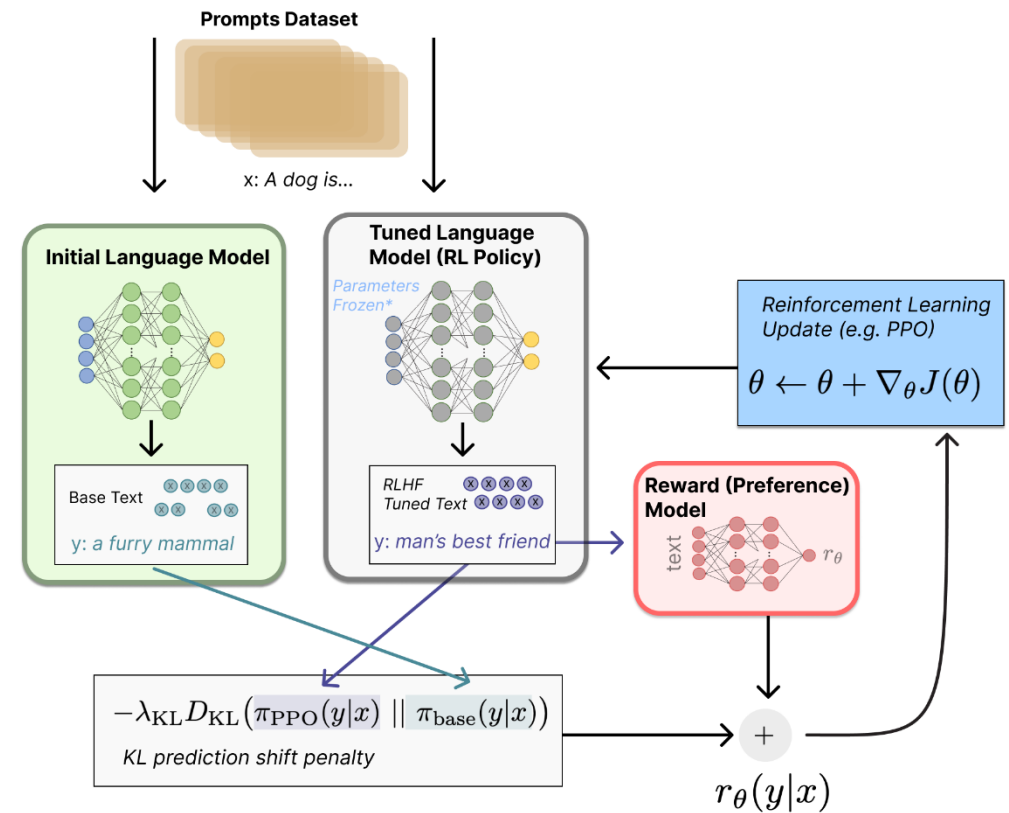 Prompts Dataset
x: A dog is...
Initial Language Model
Tuned Language
Model (RL Policy)
Parameters
Frozen*
Reinforcement Learning
Update (e.g. PPO)
θ ← θ + ∇θJ(θ)
Base Text
x x x x
x x x x
y: a furry mammal
RLHF
Tuned Text
x x x x
x x x x
y: man's best friend
Reward (Preference)
Model
text
rθ
−λKL DKL(πPPO(y|x) || πbase(y|x))
KL prediction shift penalty
+
rθ(y|x)